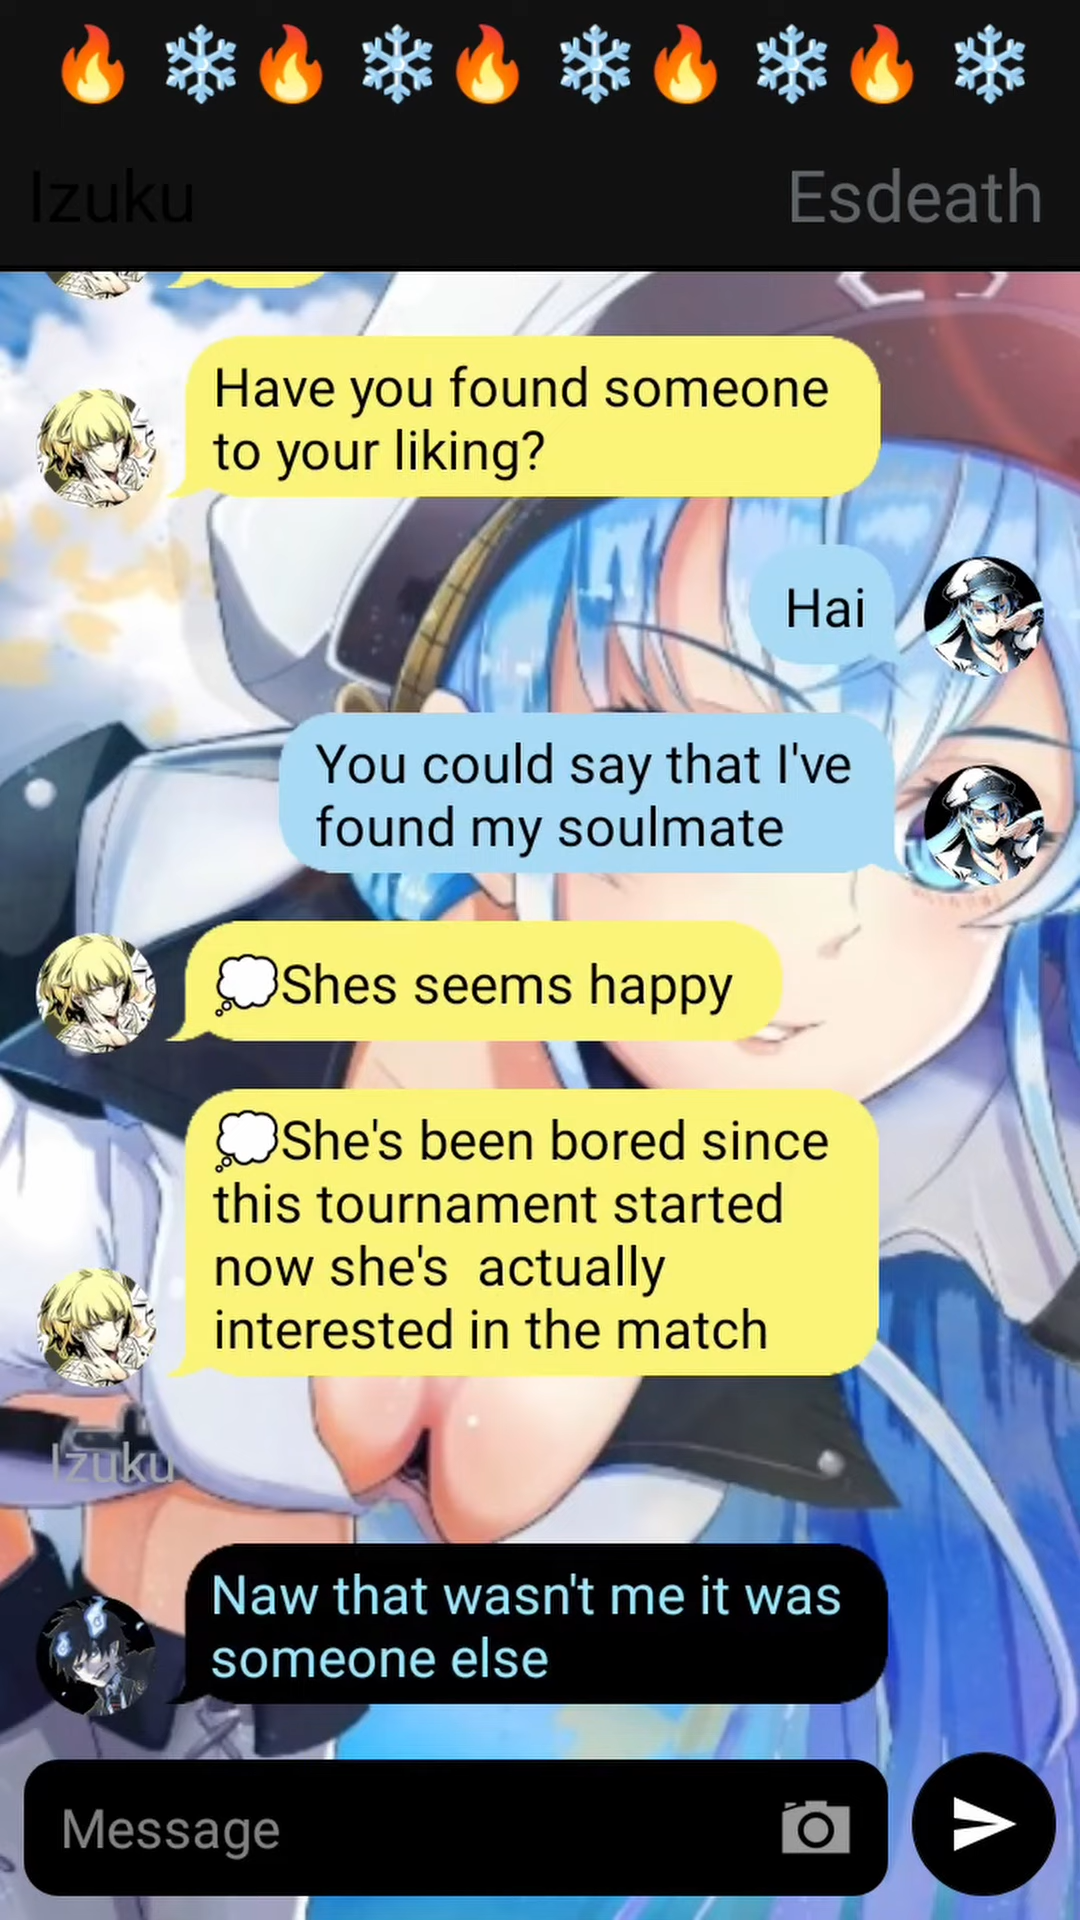 🔥 ❄️🔥 ❄️🔥 ❄️🔥 ❄️🔥 ❄️
Izuku
Esdeath
Have you found someone
to your liking?
Hai
You could say that I've
found my soulmate
💭Shes seems happy
💭She's been bored since
this tournament started
now she's  actually
interested in the match
Izuku
Naw that wasn't me it was
someone else
Message